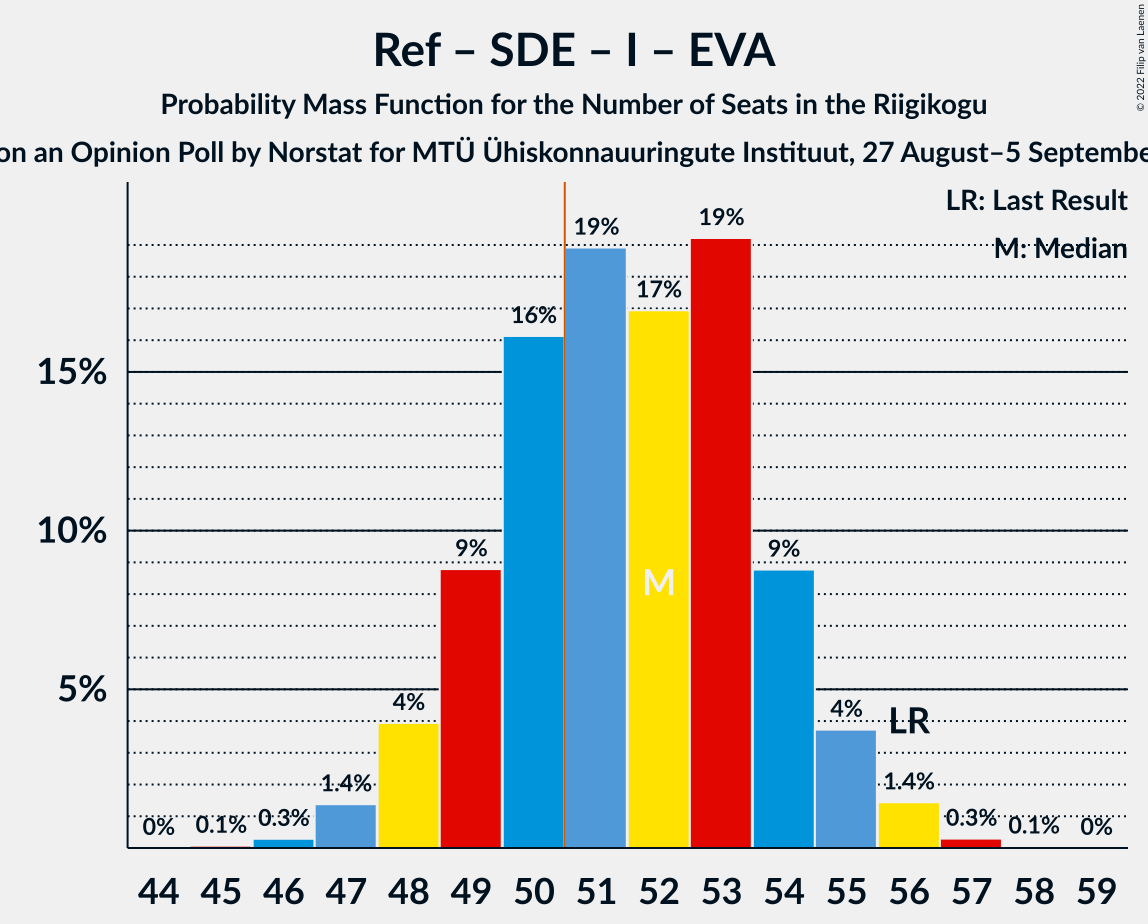 Ref – SDE – I – EVA
Probability Mass Function for the Number of Seats in the Riigikogu
on an Opinion Poll by Norstat for MTÜ Ühiskonnauuringute Instituut, 27 August–5 Septembe
© 2022 Filip van Laenen
LR: Last Result
M: Median
19%
19%
17%
16%
15%
10%
9%
9%
M
5%
4%
4%
LR
1.4%
1.4%
0%
0.1%
0.3%
0.3%
0.1%
0%
44 45 46 47 48 49 50 51 52 53 54 55 56 57 58 59